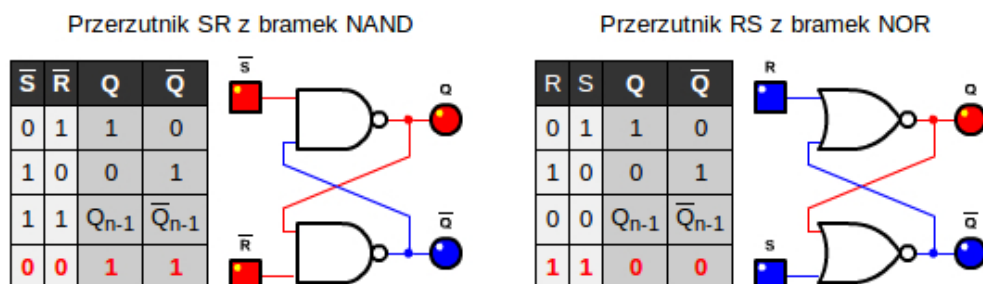 Przerzutnik SR z bramek NAND
S̅ R̅ Q Q̅
0 1 1 0
1 0 0 1
1 1 Qn-1 Q̅n-1
0 0 1 1
S̅
Q
R̅
Q̅
Przerzutnik RS z bramek NOR
R S Q Q̅
0 1 1 0
1 0 0 1
0 0 Qn-1 Q̅n-1
1 1 0 0
R
Q
S
Q̅